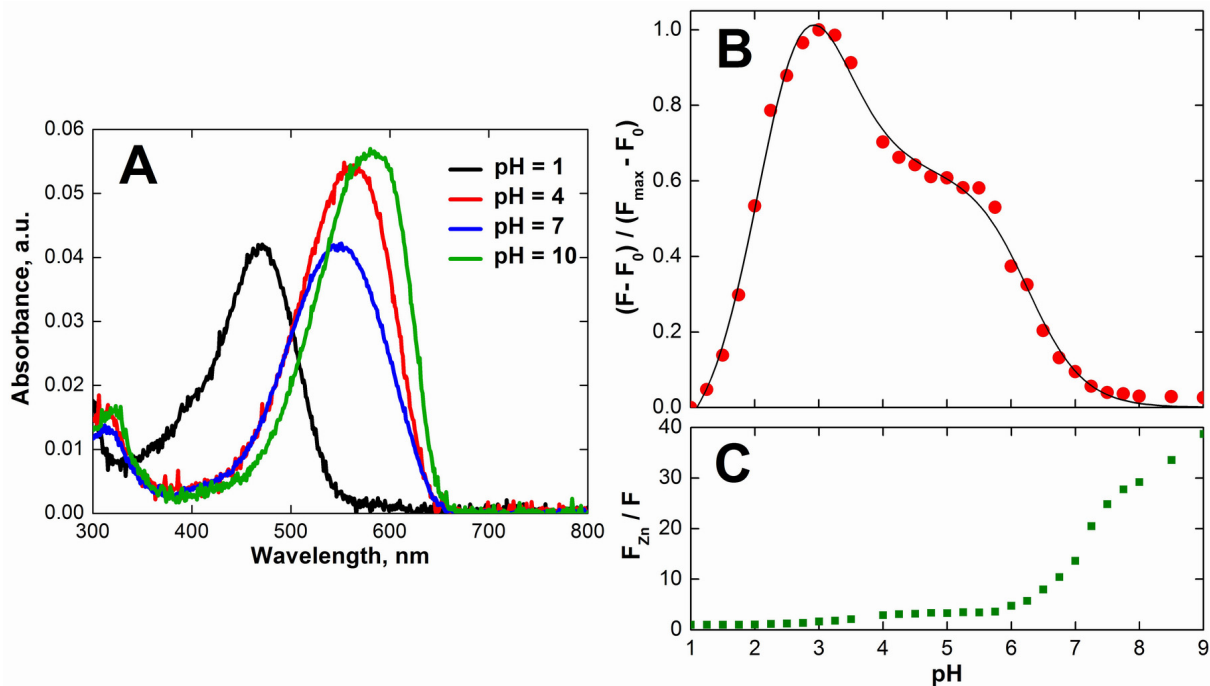 A
0.06
0.05
0.04
0.03
0.02
0.01
0.00
Absorbance, a.u.
pH = 1
pH = 4
pH = 7
pH = 10
300 400 500 600 700 800
Wavelength, nm
B
1.0
0.8
0.6
0.4
0.2
0.0
(F- F0) / (Fmax - F0)
C
40
30
20
10
0
FZn / F
1 2 3 4 5 6 7 8 9
pH